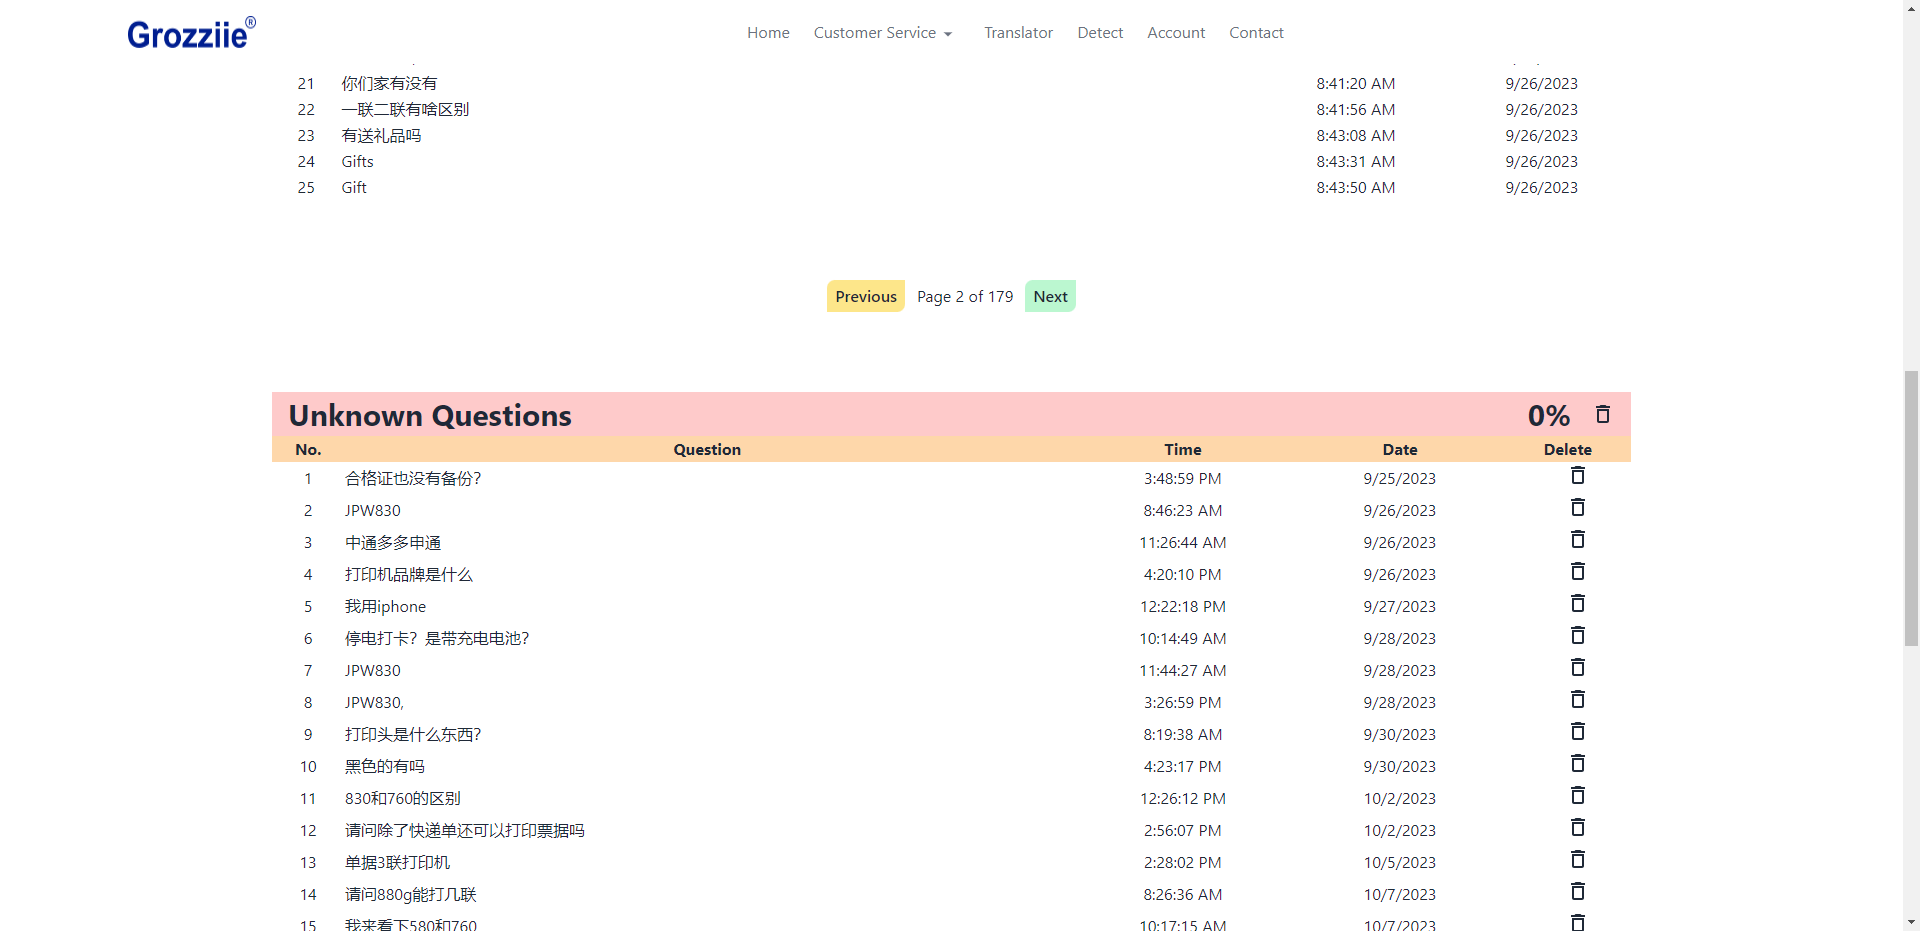 Grozziie®
Home Customer Service Translator Detect Account Contact
21 你们家有没有 8:41:20 AM 9/26/2023
22 一联二联有啥区别 8:41:56 AM 9/26/2023
23 有送礼品吗 8:43:08 AM 9/26/2023
24 Gifts 8:43:31 AM 9/26/2023
25 Gift 8:43:50 AM 9/26/2023
Previous Page 2 of 179 Next
Unknown Questions 0%
No. Question Time Date Delete
1 合格证也没有备份? 3:48:59 PM 9/25/2023
2 JPW830 8:46:23 AM 9/26/2023
3 中通多多申通 11:26:44 AM 9/26/2023
4 打印机品牌是什么 4:20:10 PM 9/26/2023
5 我用iphone 12:22:18 PM 9/27/2023
6 停电打卡？是带充电电池? 10:14:49 AM 9/28/2023
7 JPW830 11:44:27 AM 9/28/2023
8 JPW830, 3:26:59 PM 9/28/2023
9 打印头是什么东西? 8:19:38 AM 9/30/2023
10 黑色的有吗 4:23:17 PM 9/30/2023
11 830和760的区别 12:26:12 PM 10/2/2023
12 请问除了快递单还可以打印票据吗 2:56:07 PM 10/2/2023
13 单据3联打印机 2:28:02 PM 10/5/2023
14 请问880g能打几联 8:26:36 AM 10/7/2023
15 我来看下580和760 10:17:15 AM 10/7/2023